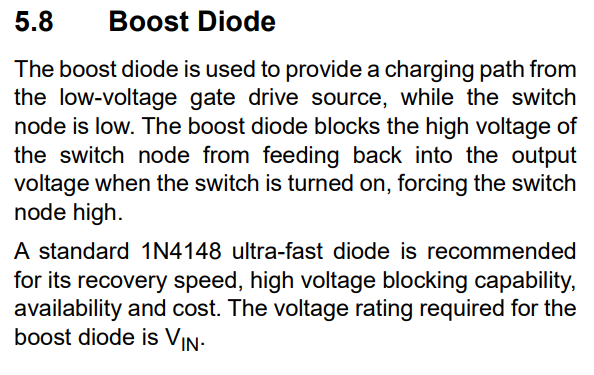 5.8 Boost Diode
The boost diode is used to provide a charging path from
the low-voltage gate drive source, while the switch
node is low. The boost diode blocks the high voltage of
the switch node from feeding back into the output
voltage when the switch is turned on, forcing the switch
node high.
A standard 1N4148 ultra-fast diode is recommended
for its recovery speed, high voltage blocking capability,
availability and cost. The voltage rating required for the
boost diode is VIN.